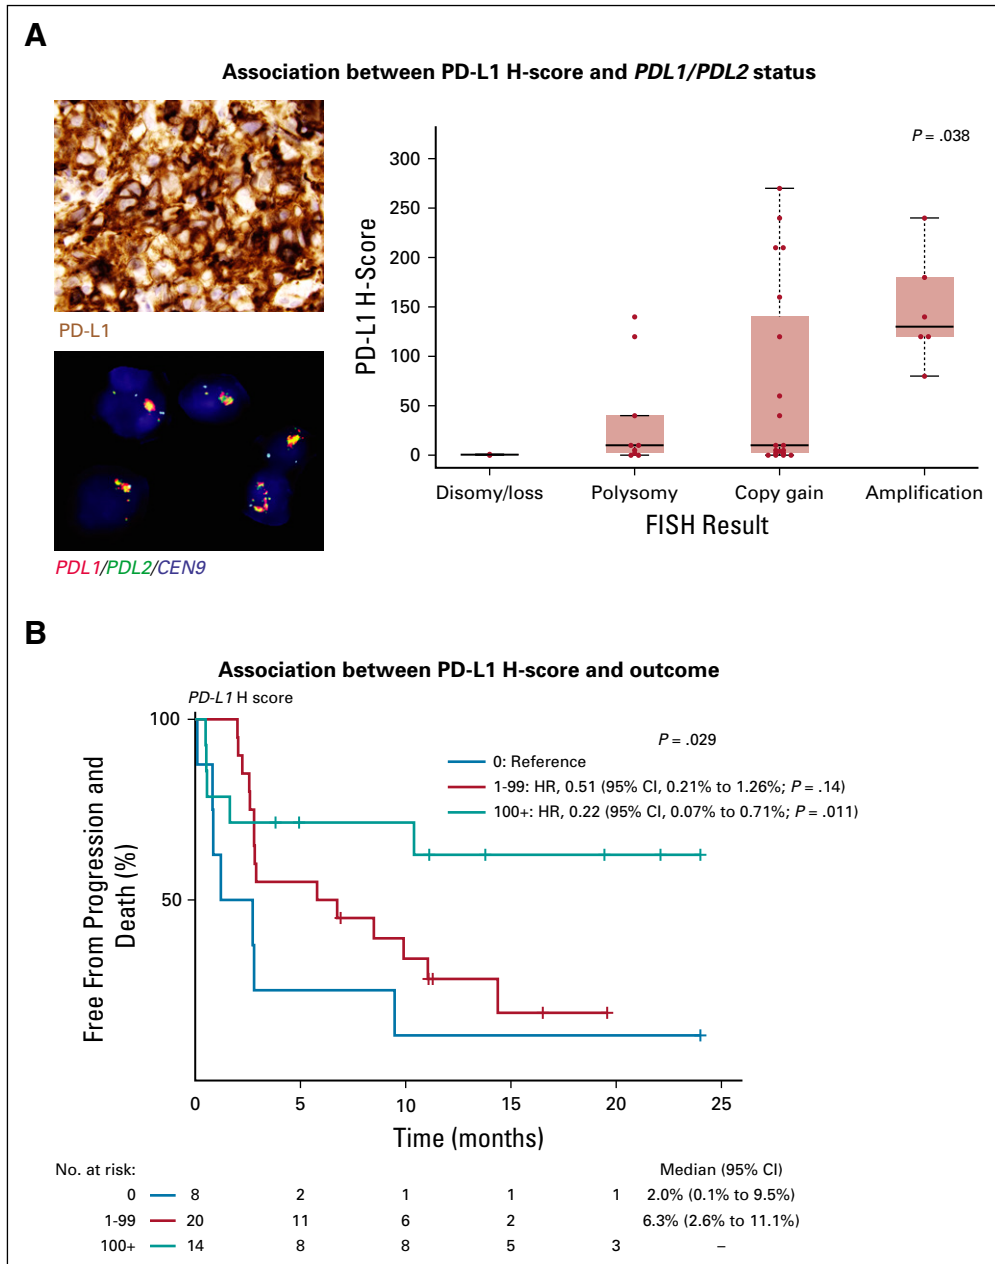 A
Association between PD-L1 H-score and PDL1/PDL2 status
PD-L1
PDL1/PDL2/CEN9
P = .038
PD-L1 H-Score
300
250
200
150
100
50
0
Disomy/loss Polysomy Copy gain Amplification
FISH Result
B
Association between PD-L1 H-score and outcome
PD-L1 H score
P = .029
0: Reference
1-99: HR, 0.51 (95% CI, 0.21% to 1.26%; P = .14)
100+: HR, 0.22 (95% CI, 0.07% to 0.71%; P = .011)
Free From Progression and
Death (%)
100
50
0 5 10 15 20 25
Time (months)
No. at risk: Median (95% CI)
0 8 2 1 1 1 2.0% (0.1% to 9.5%)
1-99 20 11 6 2 6.3% (2.6% to 11.1%)
100+ 14 8 8 5 3 –